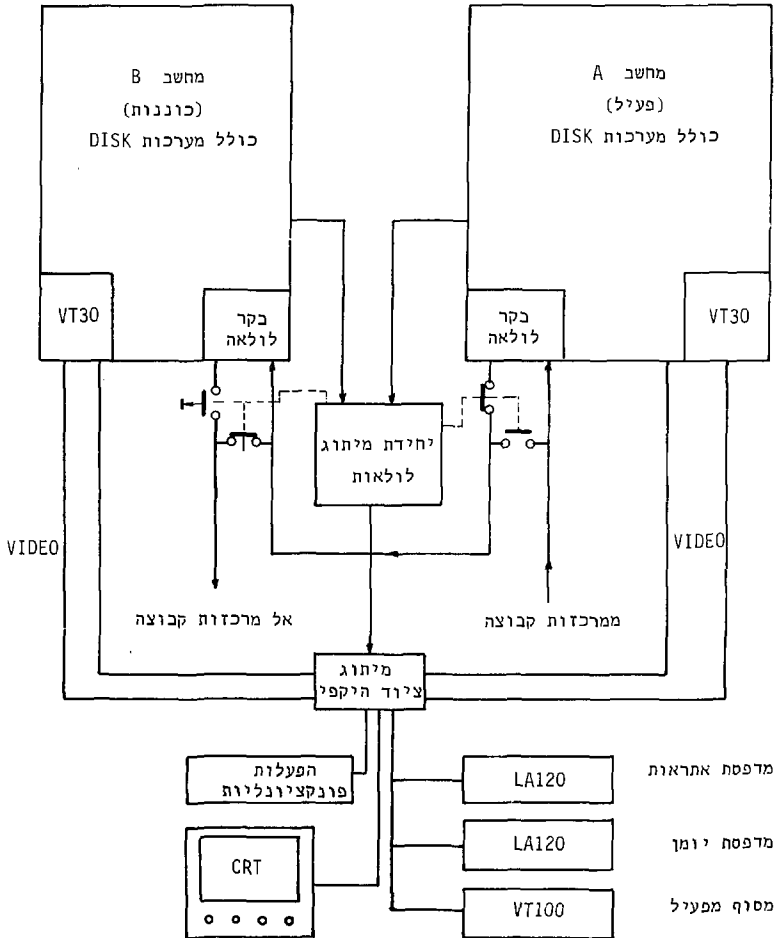 מחשב A
(פעיל)
כולל מערכות DISK
מחשב B
(כוננות)
כולל מערכות DISK
VT30
בקר
לולאה
בקר
לולאה
VT30
יחידת מיתוג
לולאות
VIDEO
VIDEO
ממרכזות קבוצה
אל מרכזות קבוצה
מיתוג
ציוד היקפי
הפעלות
פונקציונליות
LA120
מדפסת אתראות
LA120
מדפסת יומן
CRT
VT100
מסוף מפעיל